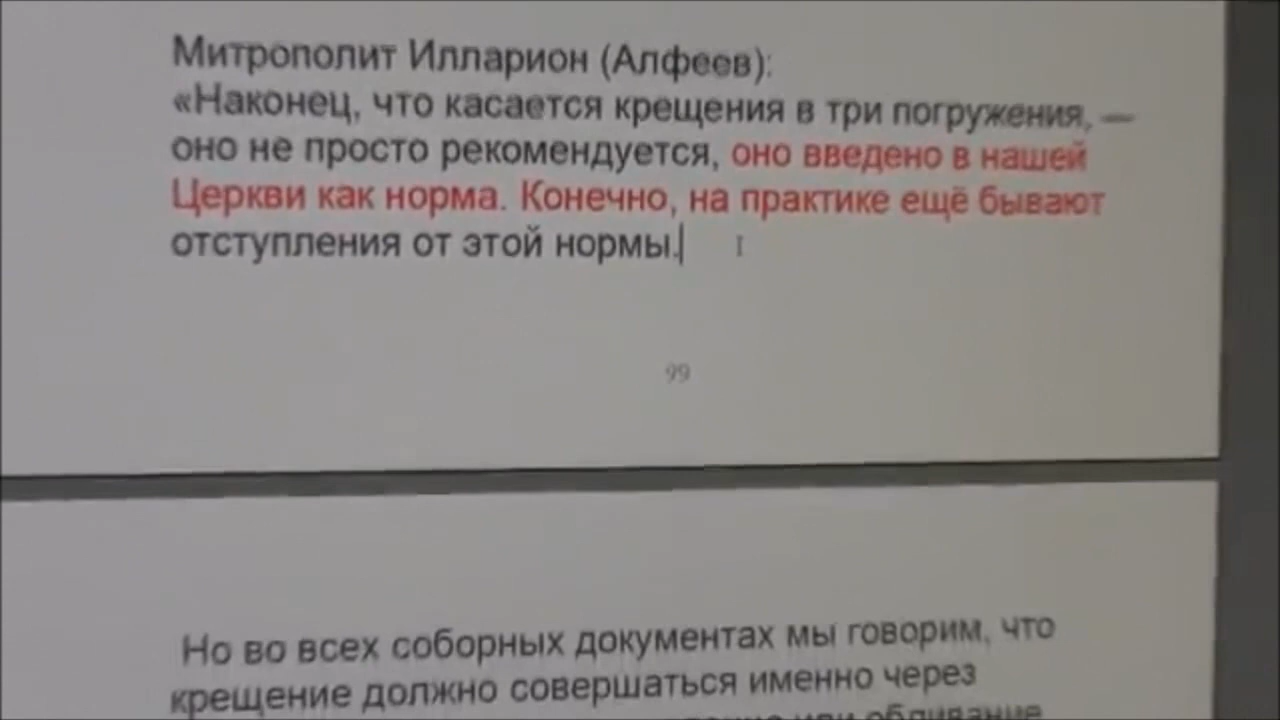 Митрополит Илларион (Алфеев):
«Наконец, что касается крещения в три погружения, —
оно не просто рекомендуется, оно введено в нашей
Церкви как норма. Конечно, на практике ещё бывают
отступления от этой нормы.
99
Но во всех соборных документах мы говорим, что
крещение должно совершаться именно через
или обливание